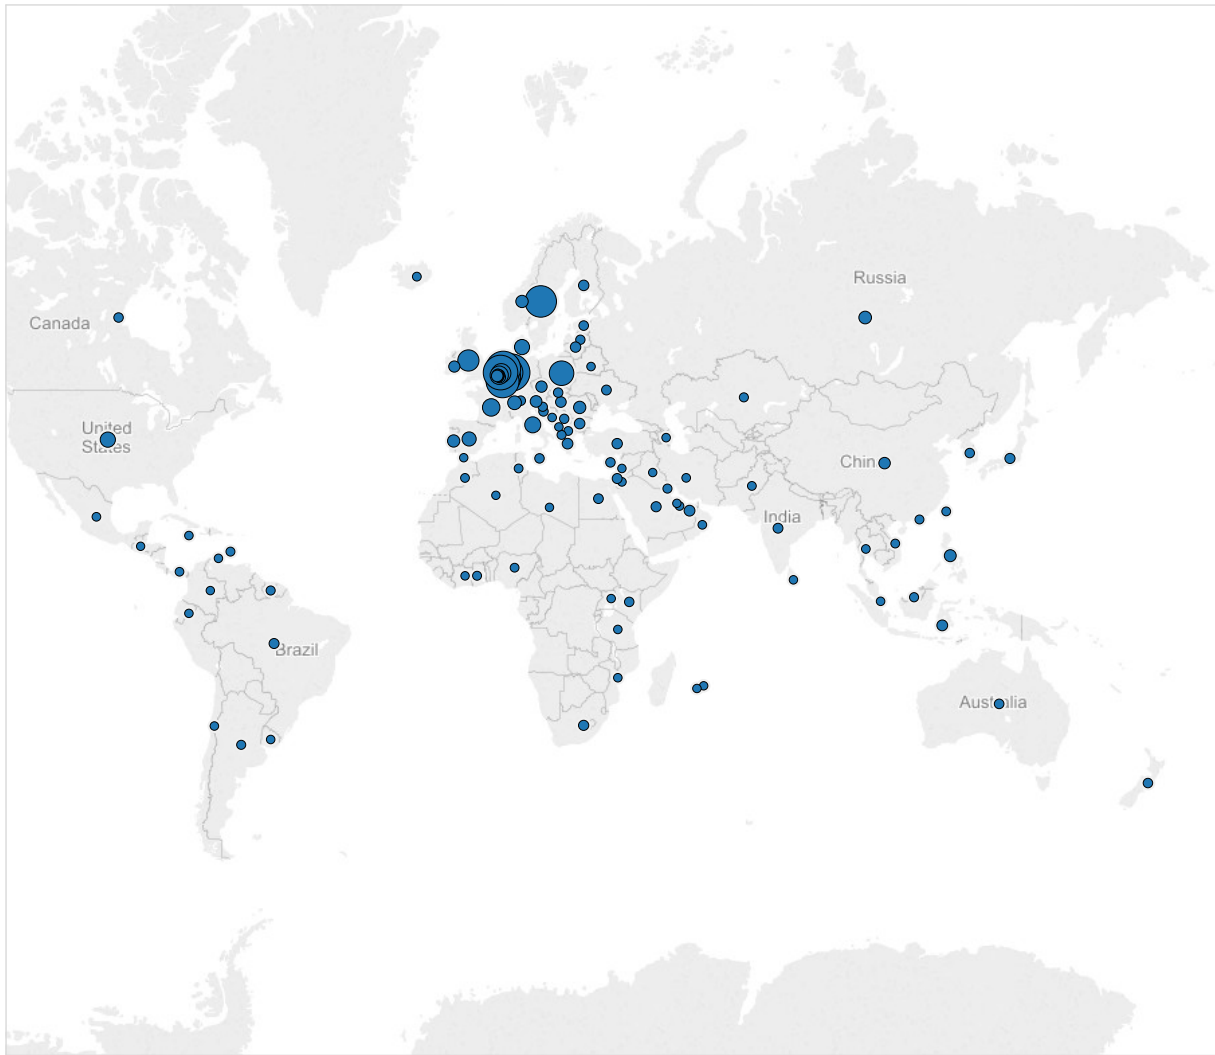 Russia
Canada
United
States
Chin
India
Brazil
Australia